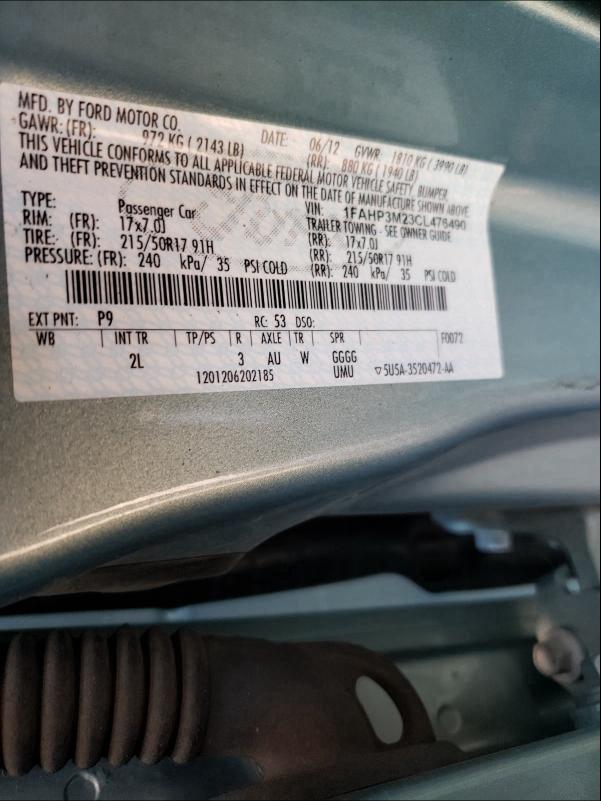 MFD. BY FORD MOTOR CO.
DATE: 06/12 GVWR: 1810 KG ( 3990 LB)
GAWR: (FR): 972 KG ( 2143 LB) (RR): 880 KG ( 1940 LB)
THIS VEHICLE CONFORMS TO ALL APPLICABLE FEDERAL MOTOR VEHICLE SAFETY, BUMPER,
AND THEFT PREVENTION STANDARDS IN EFFECT ON THE DATE OF MANUFACTURE SHOWN ABOVE
VIN: 1FAHP3M23CL476490
TYPE: Passenger Car TRAILER TOWING - SEE OWNER GUIDE
RIM: (FR): 17x7.0J (RR): 17x7.0J
TIRE: (FR): 215/50R17 91H (RR): 215/50R17 91H
PRESSURE: (FR): 240 kPa/ 35 PSI COLD (RR): 240 kPa/ 35 PSI COLD
EXT PNT: P9 RC: 53 DSO:
WB INT TR TP/PS R AXLE TR SPR F0072
2L 3 AU W GGGG
1201206202185 UMU ▽5U5A-3520472-AA